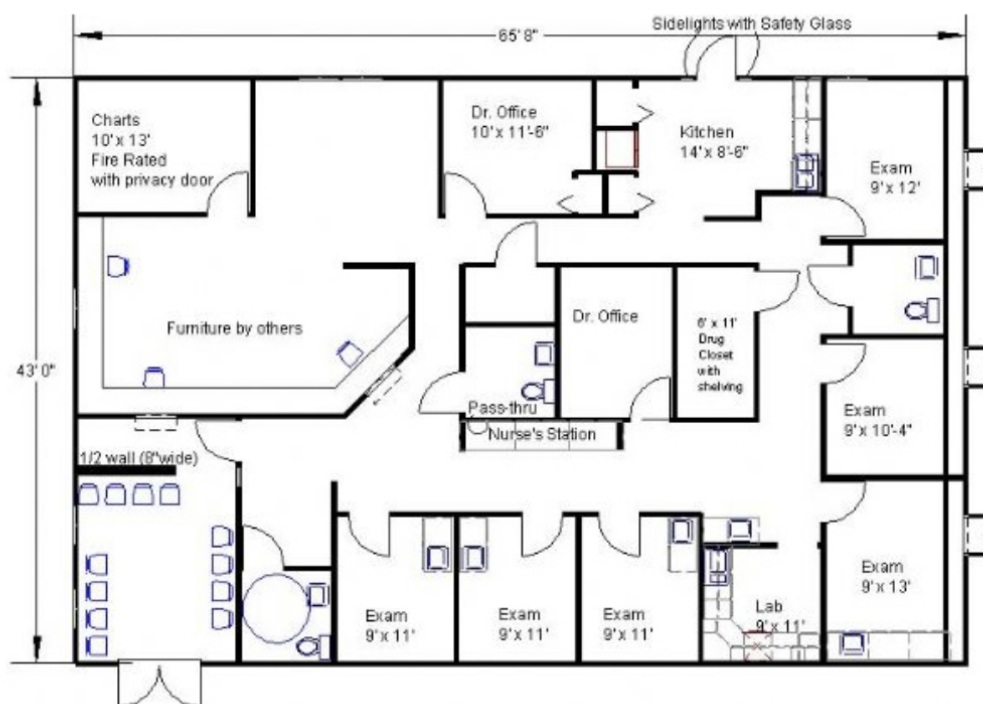 Sidelights with Safety Glass
65'8"
43'0"
Charts
10' x 13'
Fire Rated
with privacy door
Dr. Office
10' x 11'-6"
Kitchen
14' x 8'-6"
Exam
9' x 12'
Furniture by others
Dr. Office
6' x 11'
Drug
Closet
with
shelving
Pass-thru
Nurse's Station
Exam
9' x 10'-4"
1/2 wall (8"wide)
Exam
9' x 11'
Exam
9' x 11'
Exam
9' x 11'
Lab
9' x 11'
Exam
9' x 13'